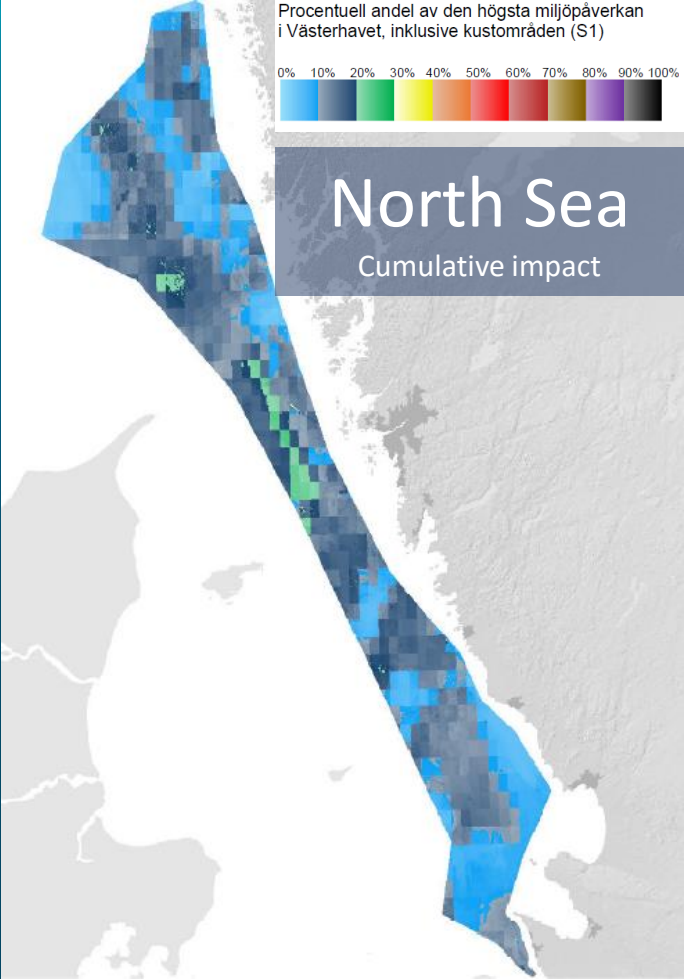 Procentuell andel av den högsta miljöpåverkan
i Västerhavet, inklusive kustområden (S1)
0% 10% 20% 30% 40% 50% 60% 70% 80% 90% 100%
North Sea
Cumulative impact